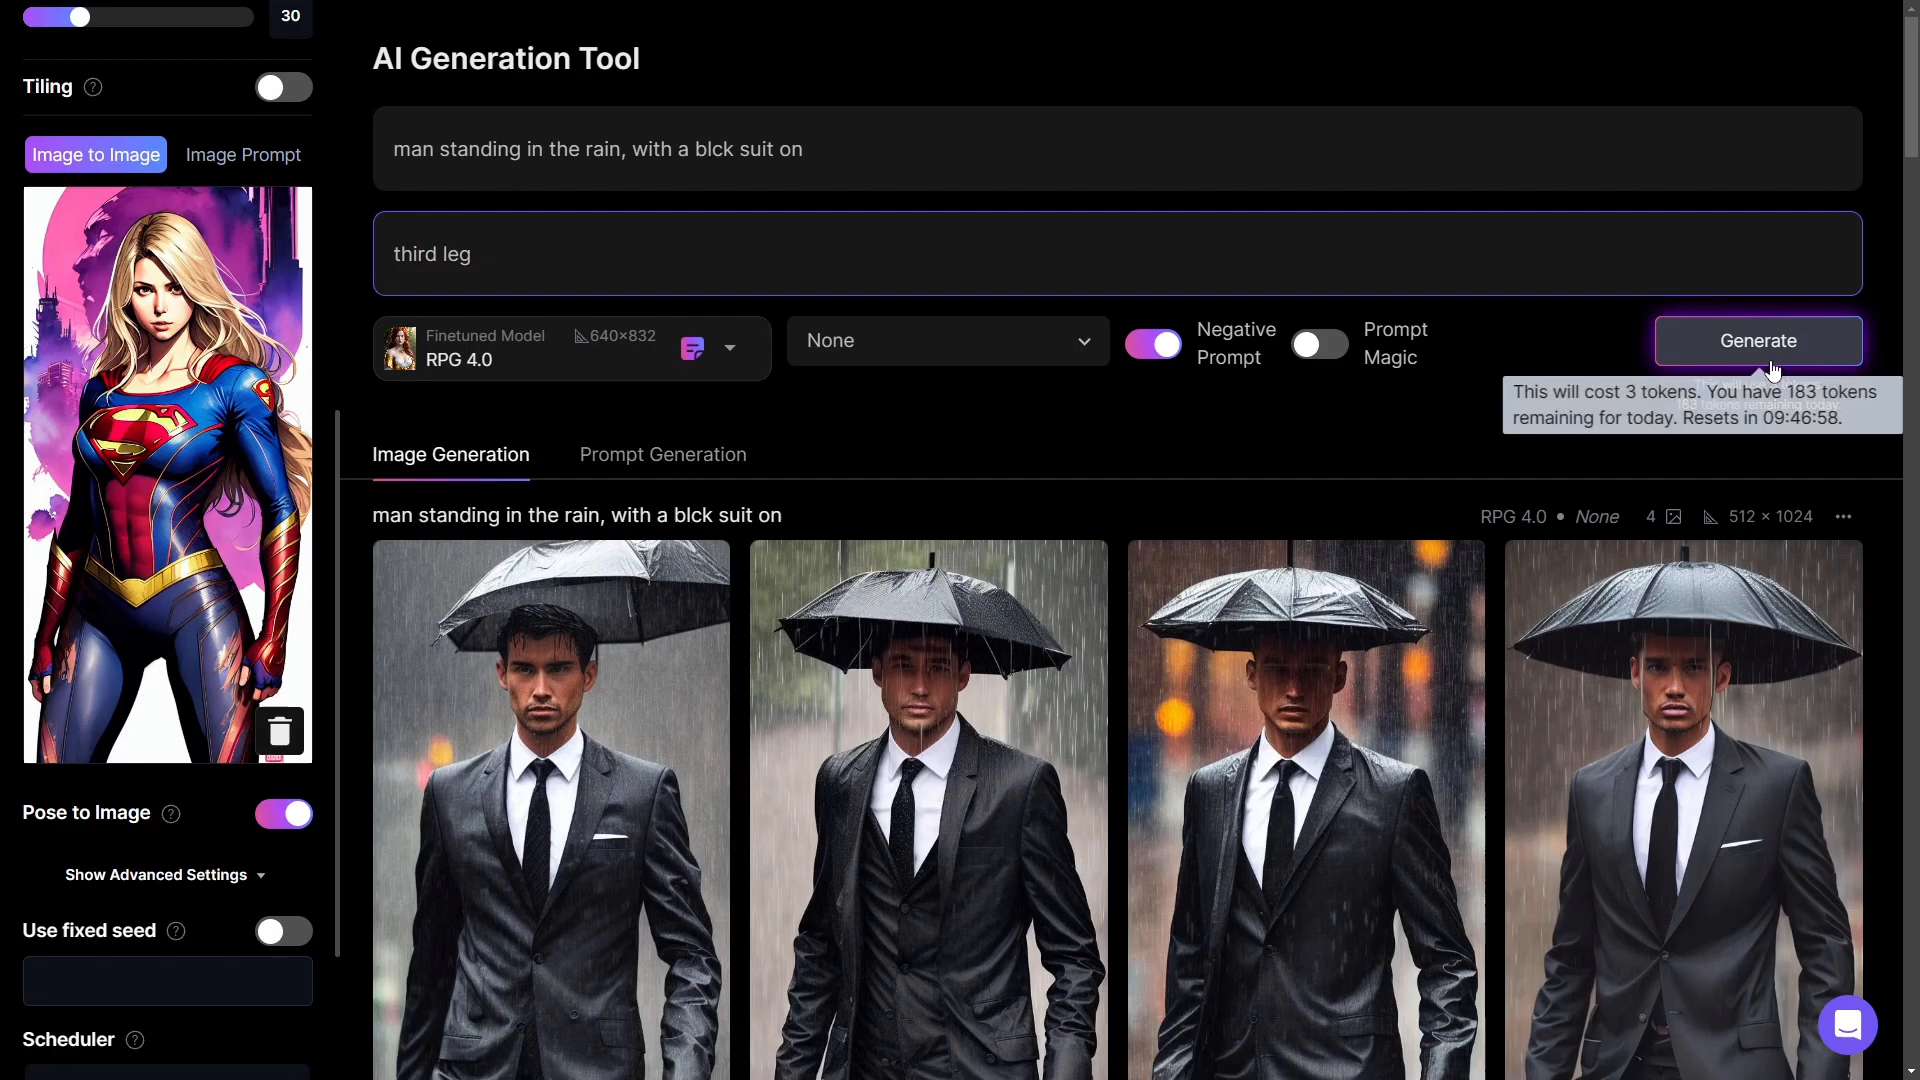 30
Tiling ?
Image to Image
Image Prompt
Pose to Image ?
Show Advanced Settings
Use fixed seed ?
Scheduler ?
AI Generation Tool
man standing in the rain, with a blck suit on
third leg
Finetuned Model
640×832
RPG 4.0
None
Negative
Prompt
Prompt
Magic
Generate
This will cost 3 tokens. You have 183 tokens
remaining for today. Resets in 09:46:58.
Image Generation
Prompt Generation
man standing in the rain, with a blck suit on
RPG 4.0 • None 4 512 × 1024 ···